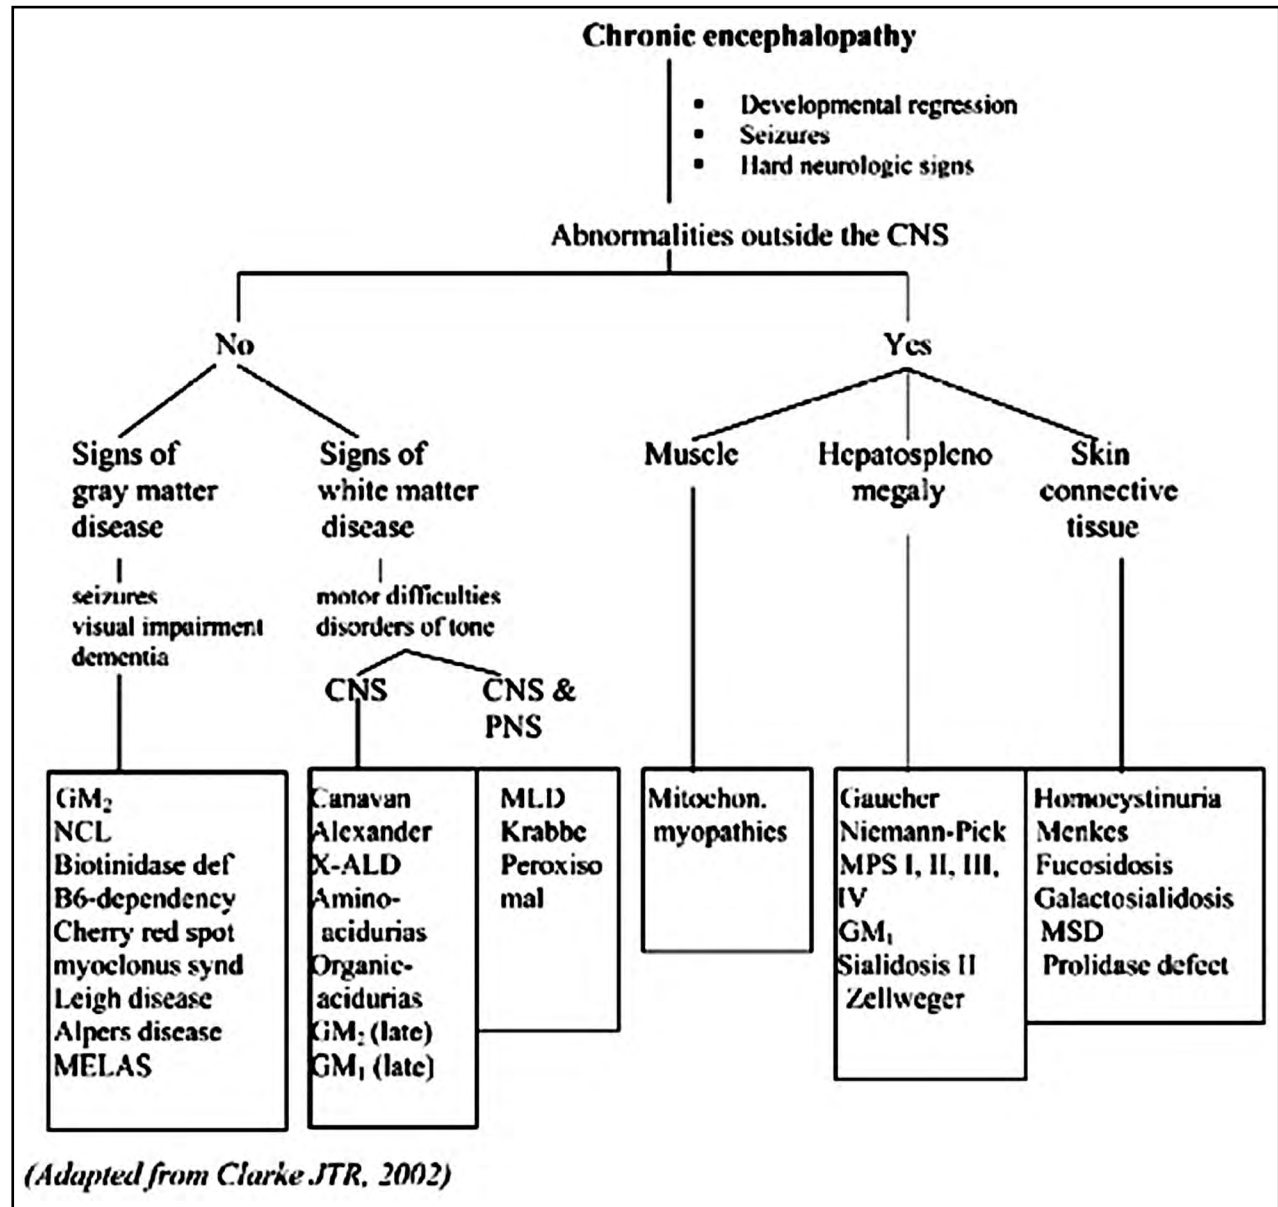 Chronic encephalopathy
▪ Developmental regression
▪ Seizures
▪ Hard neurologic signs
Abnormalities outside the CNS
No
Yes
Signs of
gray matter
disease
seizures
visual impairment
dementia
Signs of
white matter
disease
motor difficulties
disorders of tone
CNS
CNS &
PNS
Muscle
Hepatospleno
megaly
Skin
connective
tissue
GM₂
NCL
Biotinidase def
B6-dependency
Cherry red spot
myoclonus synd
Leigh disease
Alpers disease
MELAS
Canavan
Alexander
X-ALD
Amino-
acidurias
Organic-
acidurias
GM₂ (late)
GM₁ (late)
MLD
Krabbe
Peroxiso
mal
Mitochon.
myopathies
Gaucher
Niemann-Pick
MPS I, II, III,
IV
GM₁
Sialidosis II
Zellweger
Homocystinuria
Menkes
Fucosidosis
Galactosialidosis
MSD
Prolidase defect
(Adapted from Clarke JTR, 2002)